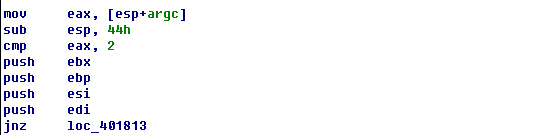 mov     eax, [esp+argc]
sub     esp, 44h
cmp     eax, 2
push    ebx
push    ebp
push    esi
push    edi
jnz     loc_401813